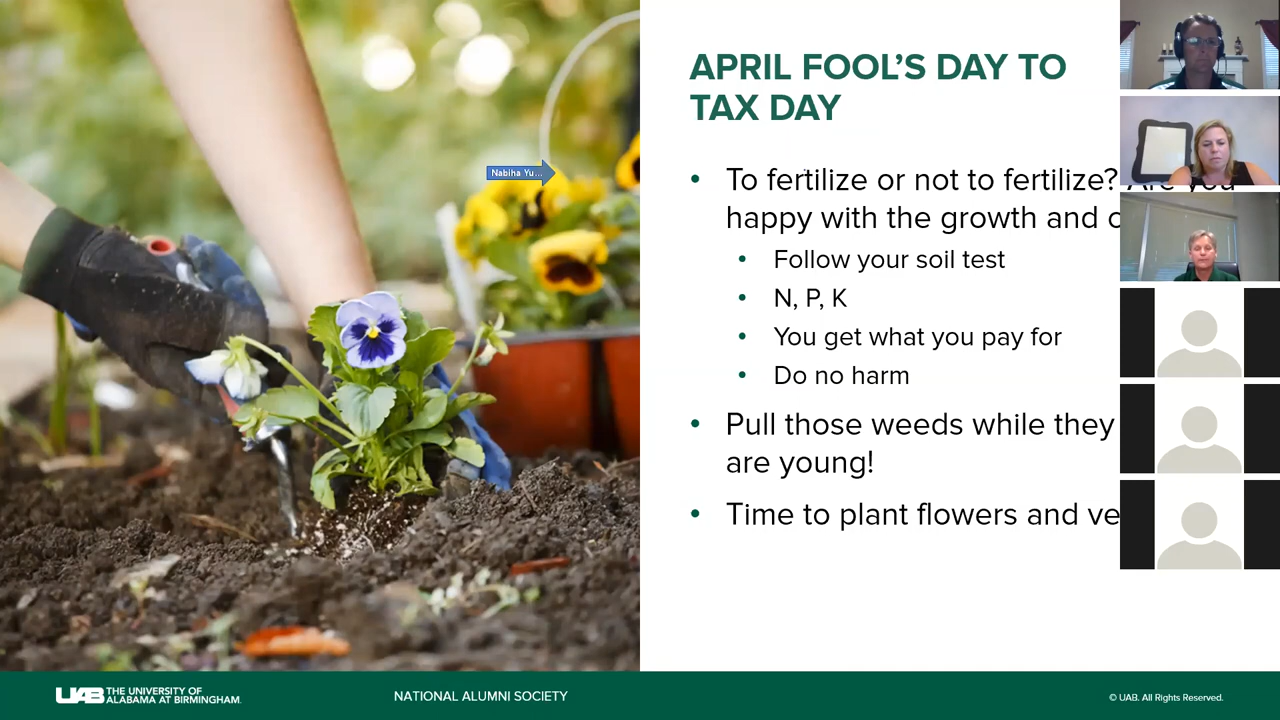 APRIL FOOL’S DAY TO
TAX DAY
Nabiha Yu...
• To fertilize or not to fertilize? Are you
happy with the growth and
• Follow your soil test
• N, P, K
• You get what you pay for
• Do no harm
• Pull those weeds while they
are young!
• Time to plant flowers and
UAB THE UNIVERSITY OF
ALABAMA AT BIRMINGHAM.
NATIONAL ALUMNI SOCIETY
© UAB. All Rights Reserved.